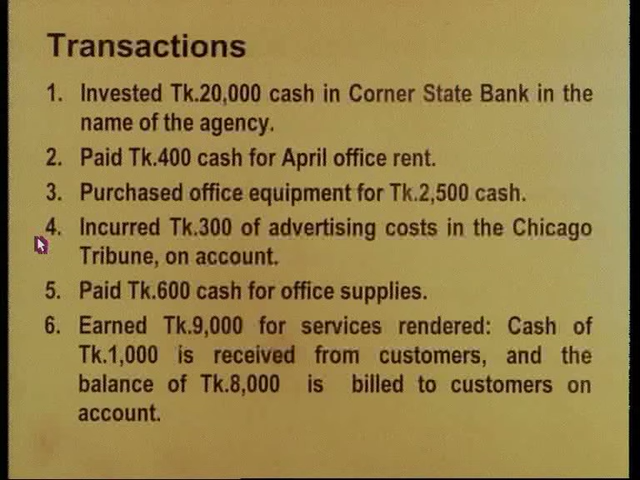 Transactions
1. Invested Tk.20,000 cash in Corner State Bank in the
name of the agency.
2. Paid Tk.400 cash for April office rent.
3. Purchased office equipment for Tk.2,500 cash.
4. Incurred Tk.300 of advertising costs in the Chicago
Tribune, on account.
5. Paid Tk.600 cash for office supplies.
6. Earned Tk.9,000 for services rendered: Cash of
Tk.1,000 is received from customers, and the
balance of Tk.8,000 is billed to customers on
account.